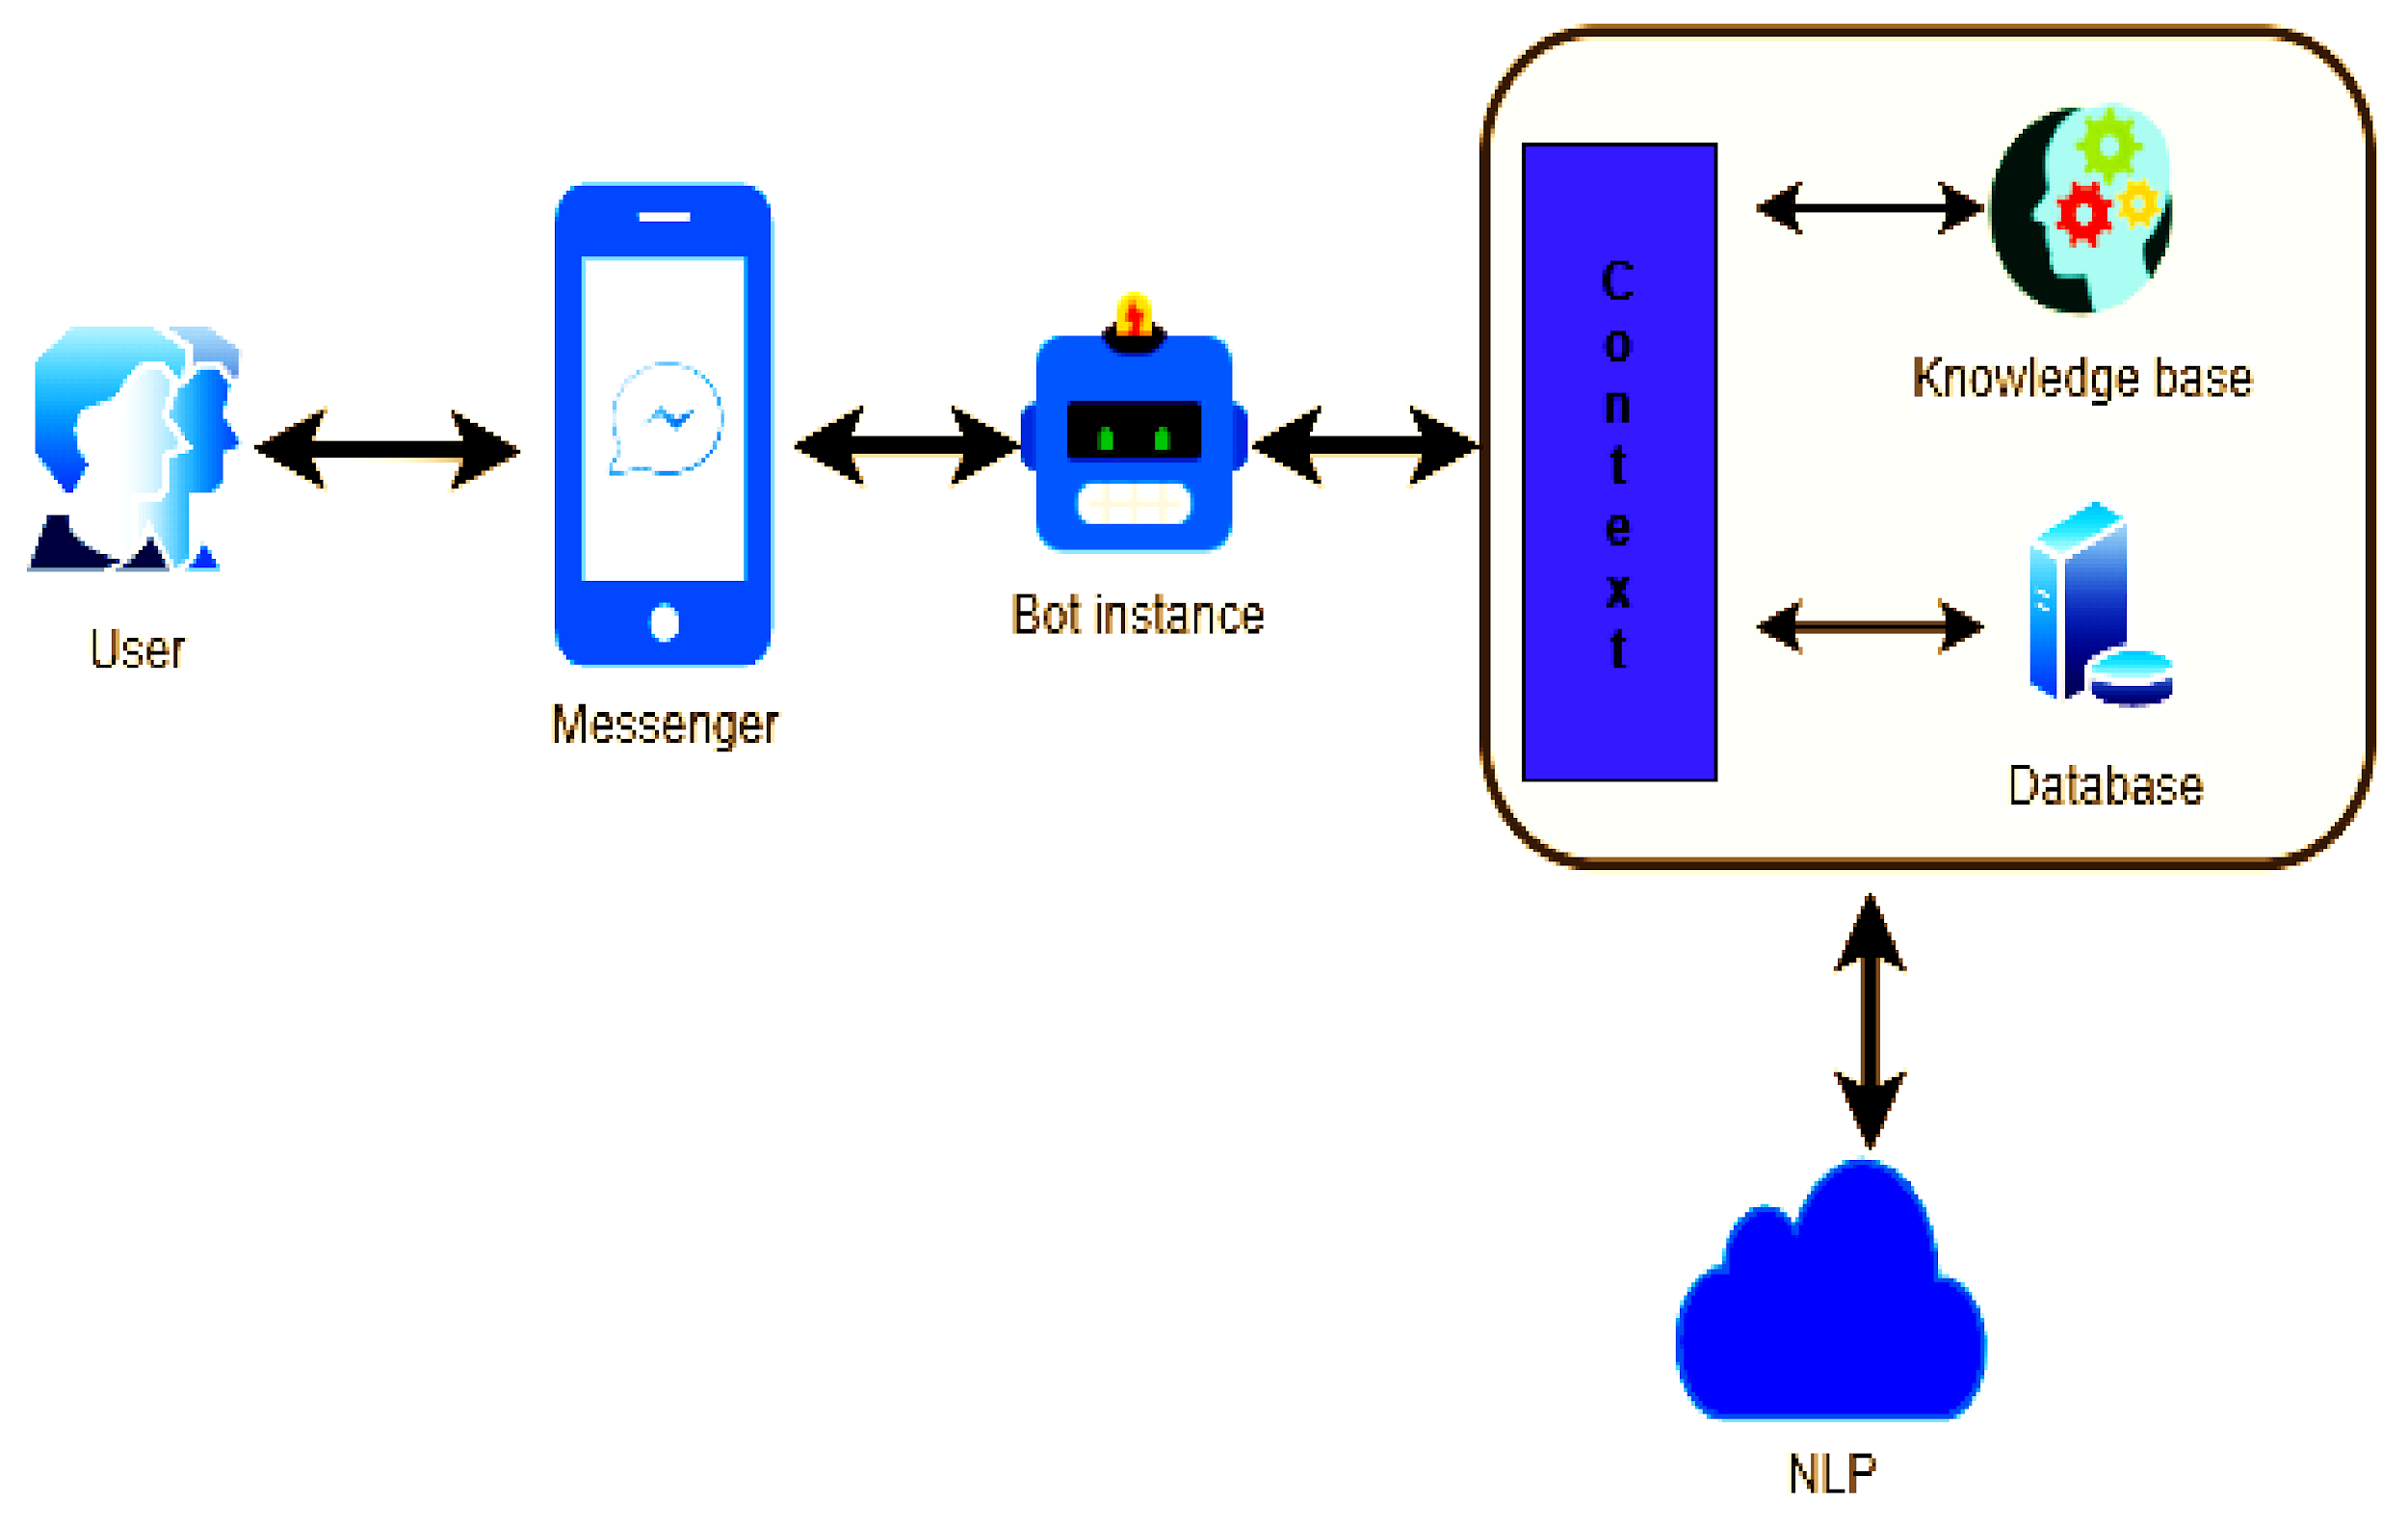 User
Messenger
Bot instance
Context
Knowledge base
Database
NLP